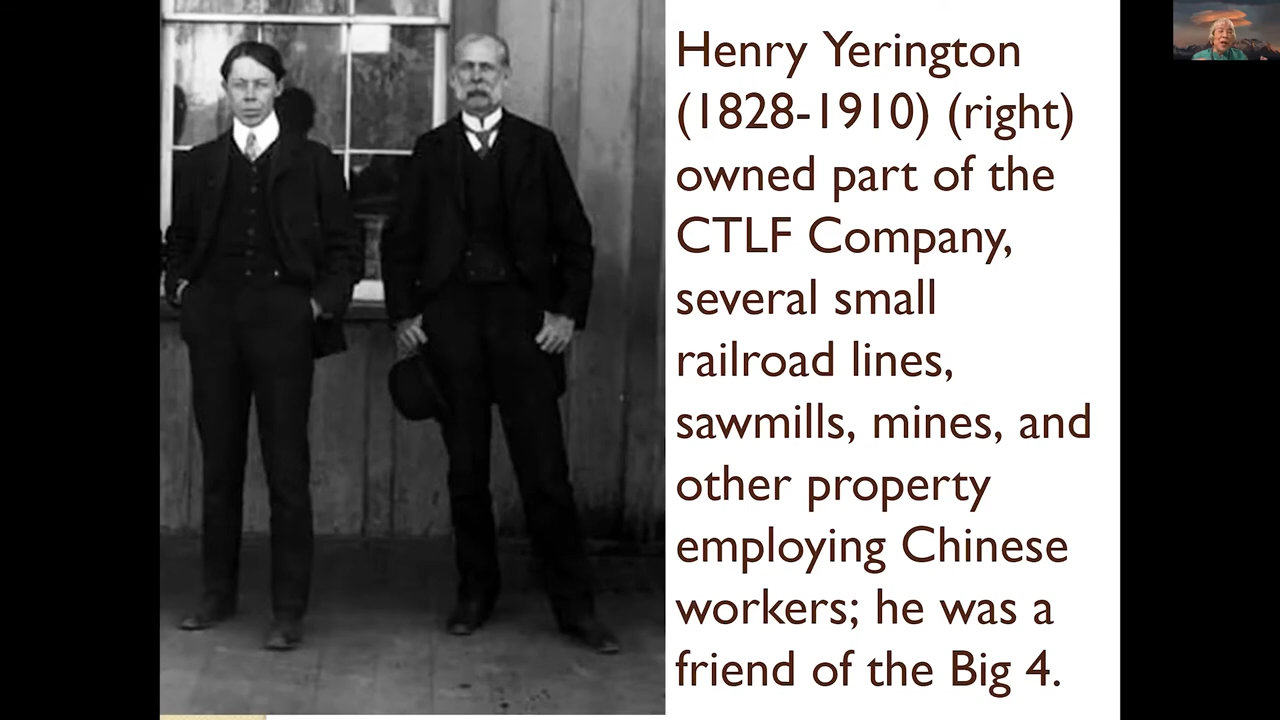 Henry Yerington
(1828-1910) (right)
owned part of the
CTLF Company,
several small
railroad lines,
sawmills, mines, and
other property
employing Chinese
workers; he was a
friend of the Big 4.